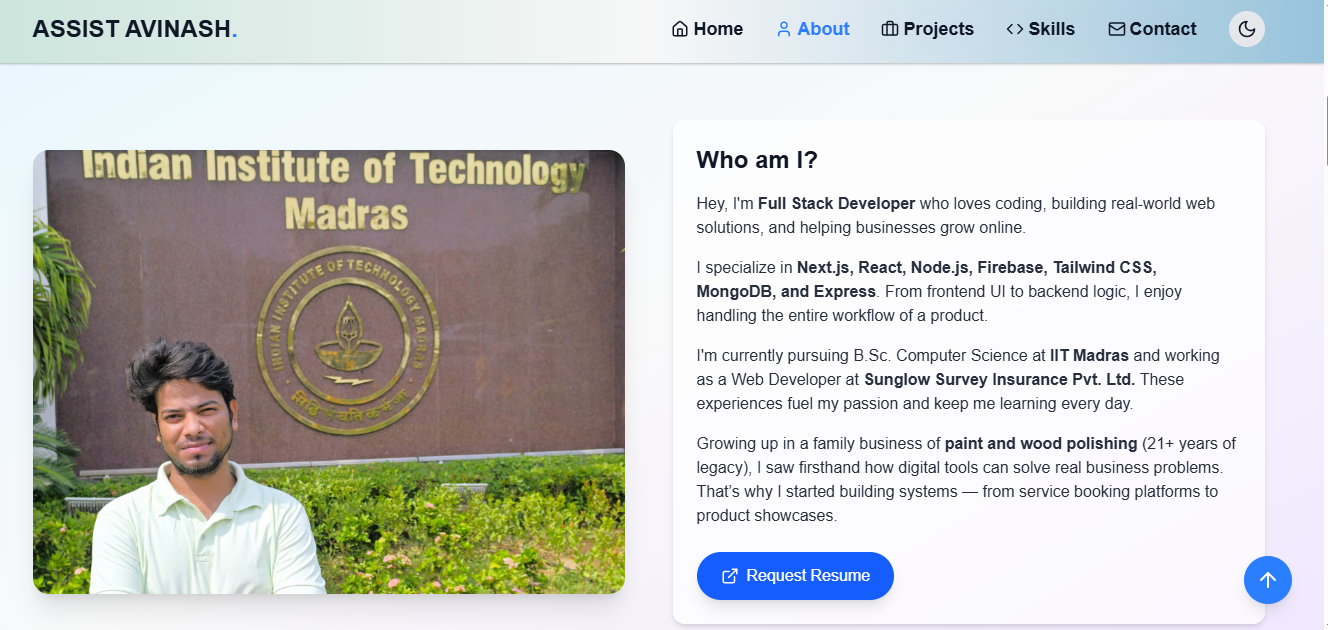 ASSIST AVINASH.
Home
About
Projects
Skills
Contact
Indian Institute of Technology
Madras
INDIAN INSTITUTE OF TECHNOLOGY MADRAS
Who am I?
Hey, I'm Full Stack Developer who loves coding, building real-world web
solutions, and helping businesses grow online.
I specialize in Next.js, React, Node.js, Firebase, Tailwind CSS,
MongoDB, and Express. From frontend UI to backend logic, I enjoy
handling the entire workflow of a product.
I'm currently pursuing B.Sc. Computer Science at IIT Madras and working
as a Web Developer at Sunglow Survey Insurance Pvt. Ltd. These
experiences fuel my passion and keep me learning every day.
Growing up in a family business of paint and wood polishing (21+ years of
legacy), I saw firsthand how digital tools can solve real business problems.
That’s why I started building systems — from service booking platforms to
product showcases.
Request Resume